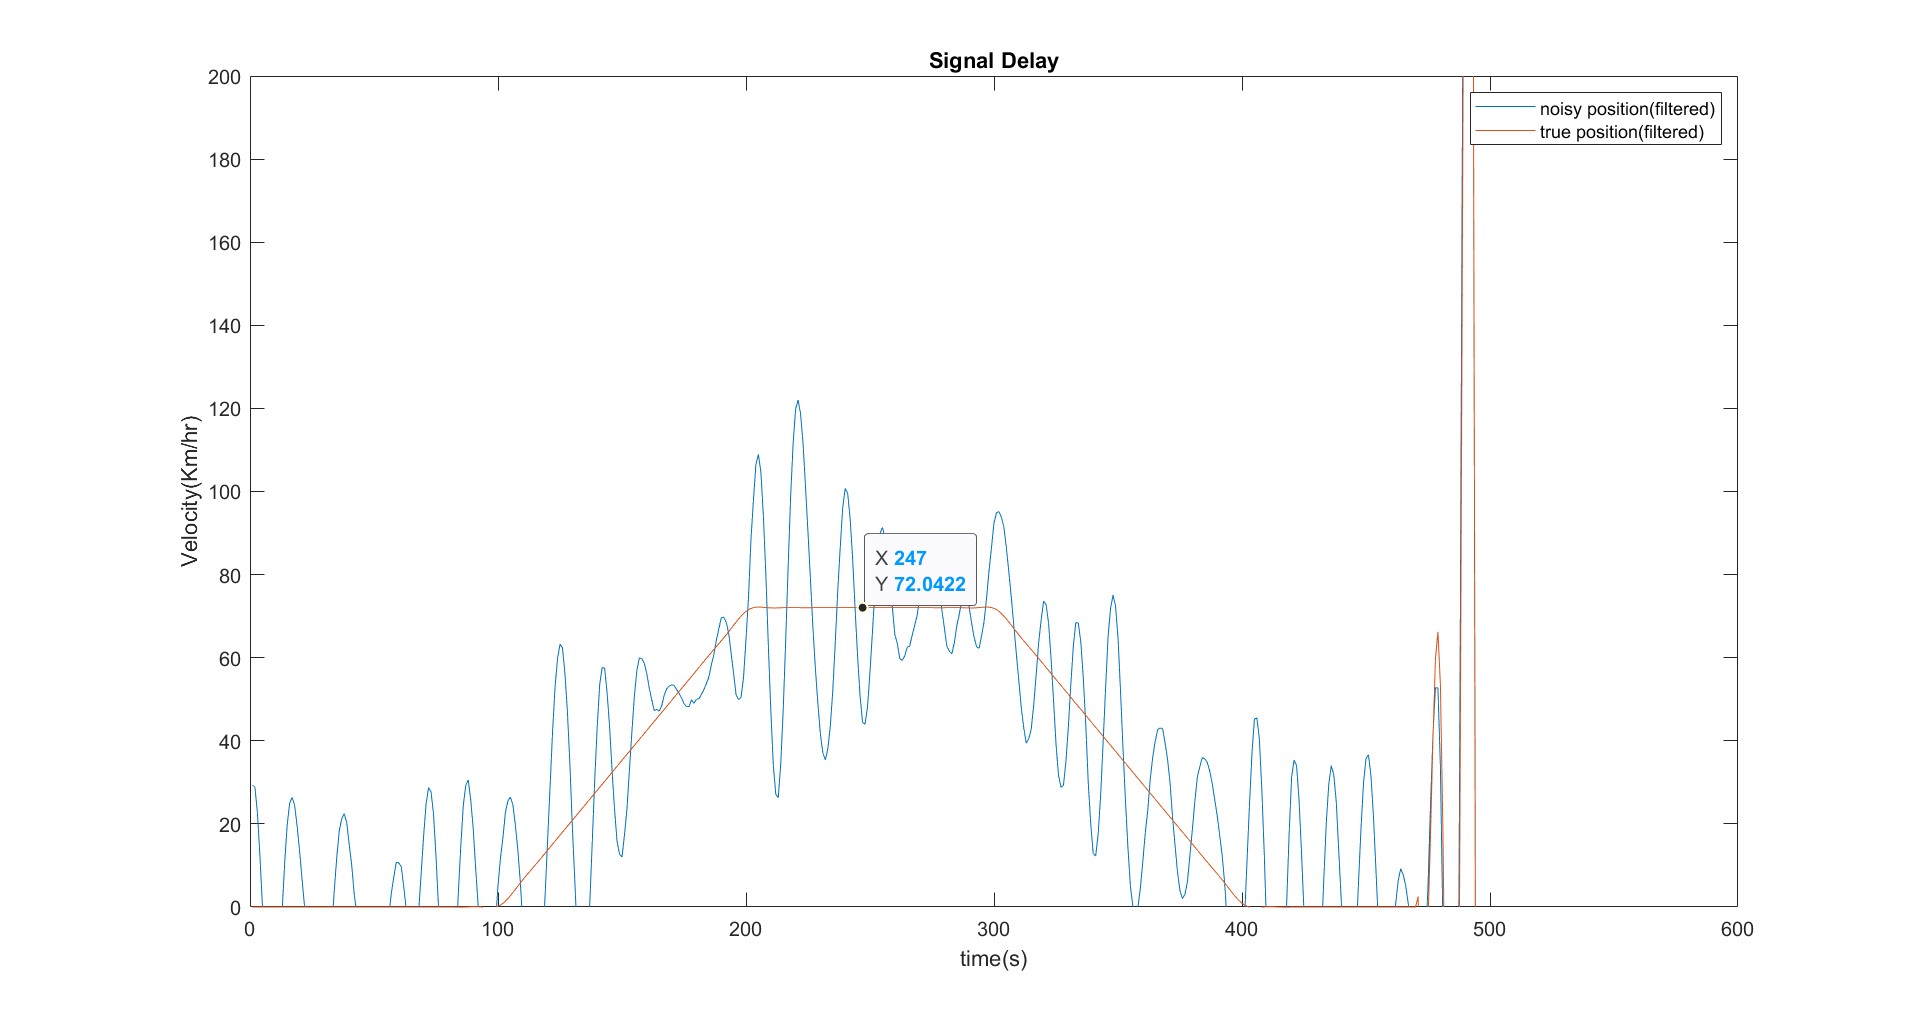 Signal Delay
noisy position(filtered)
true position(filtered)
Velocity(Km/hr)
200
180
160
140
120
100
80
60
40
20
0
X 247
Y 72.0422
0 100 200 300 400 500 600
time(s)